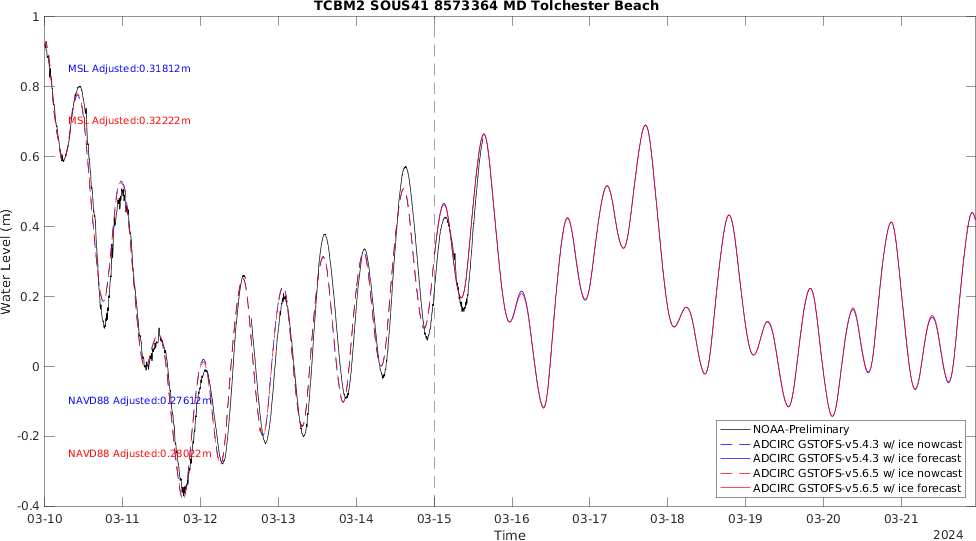 TCBM2 SOUS41 8573364 MD Tolchester Beach
1
0.8
0.6
0.4
0.2
0
-0.2
-0.4
Water Level (m)
MSL Adjusted:0.31812m
MSL Adjusted:0.32222m
NAVD88 Adjusted:0.27612m
NAVD88 Adjusted:0.28022m
NOAA-Preliminary
ADCIRC GSTOFS-v5.4.3 w/ ice nowcast
ADCIRC GSTOFS-v5.4.3 w/ ice forecast
ADCIRC GSTOFS-v5.6.5 w/ ice nowcast
ADCIRC GSTOFS-v5.6.5 w/ ice forecast
03-10 03-11 03-12 03-13 03-14 03-15 03-16 03-17 03-18 03-19 03-20 03-21
Time
2024